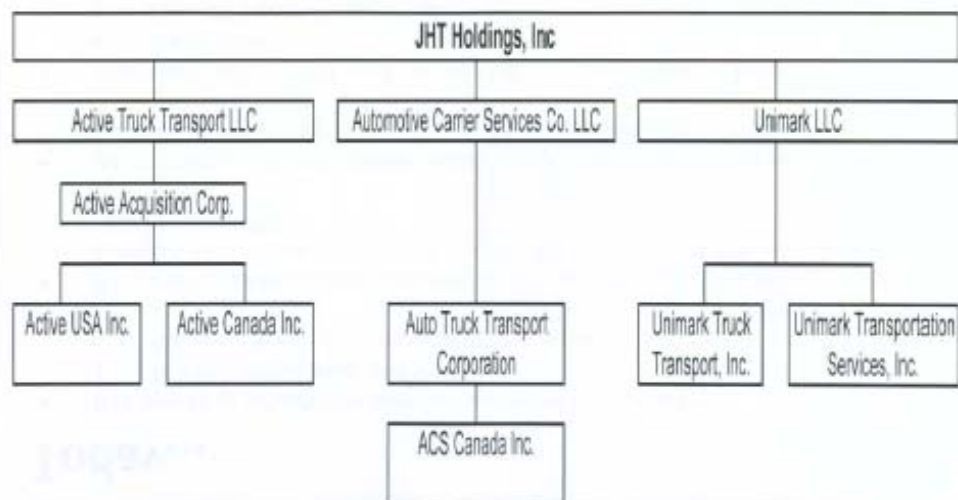 JHT Holdings, Inc
Active Truck Transport LLC
Automotive Carrier Services Co. LLC
Unimark LLC
Active Acquisition Corp.
Active USA Inc.
Active Canada Inc.
Auto Truck Transport
Corporation
Unimark Truck
Transport, Inc.
Unimark Transportation
Services, Inc.
ACS Canada Inc.